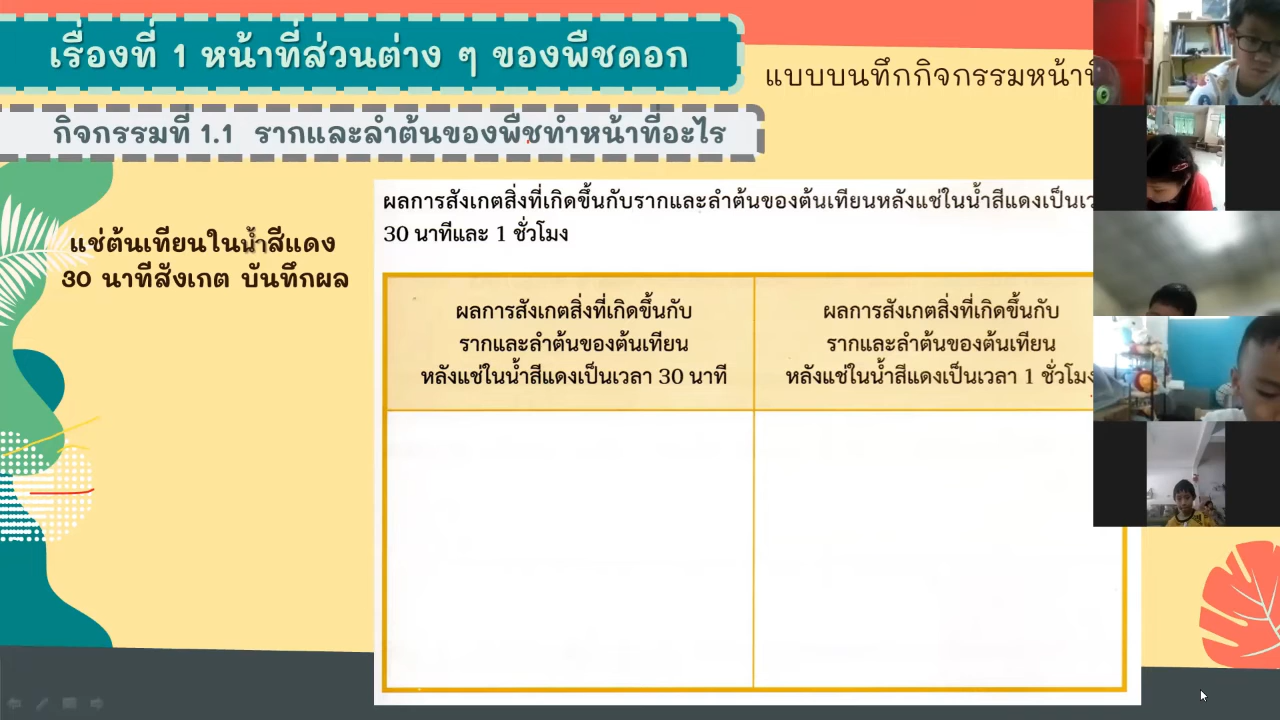 เรื่องที่ 1 หน้าที่ส่วนต่าง ๆ ของพืชดอก
แบบบนทึกกิจกรรมหน้าที่
กิจกรรมที่ 1.1 รากและลำต้นของพืชทำหน้าที่อะไร
แช่ต้นเทียนในน้ำสีแดง
30 นาทีสังเกต บันทึกผล
ผลการสังเกตสิ่งที่เกิดขึ้นกับรากและลำต้นของต้นเทียนหลังแช่ในน้ำสีแดงเป็นเว
30 นาทีและ 1 ชั่วโมง
ผลการสังเกตสิ่งที่เกิดขึ้นกับ
รากและลำต้นของต้นเทียน
หลังแช่ในน้ำสีแดงเป็นเวลา 30 นาที
ผลการสังเกตสิ่งที่เกิดขึ้นกับ
รากและลำต้นของต้นเทียน
หลังแช่ในน้ำสีแดงเป็นเวลา 1 ชั่วโมง